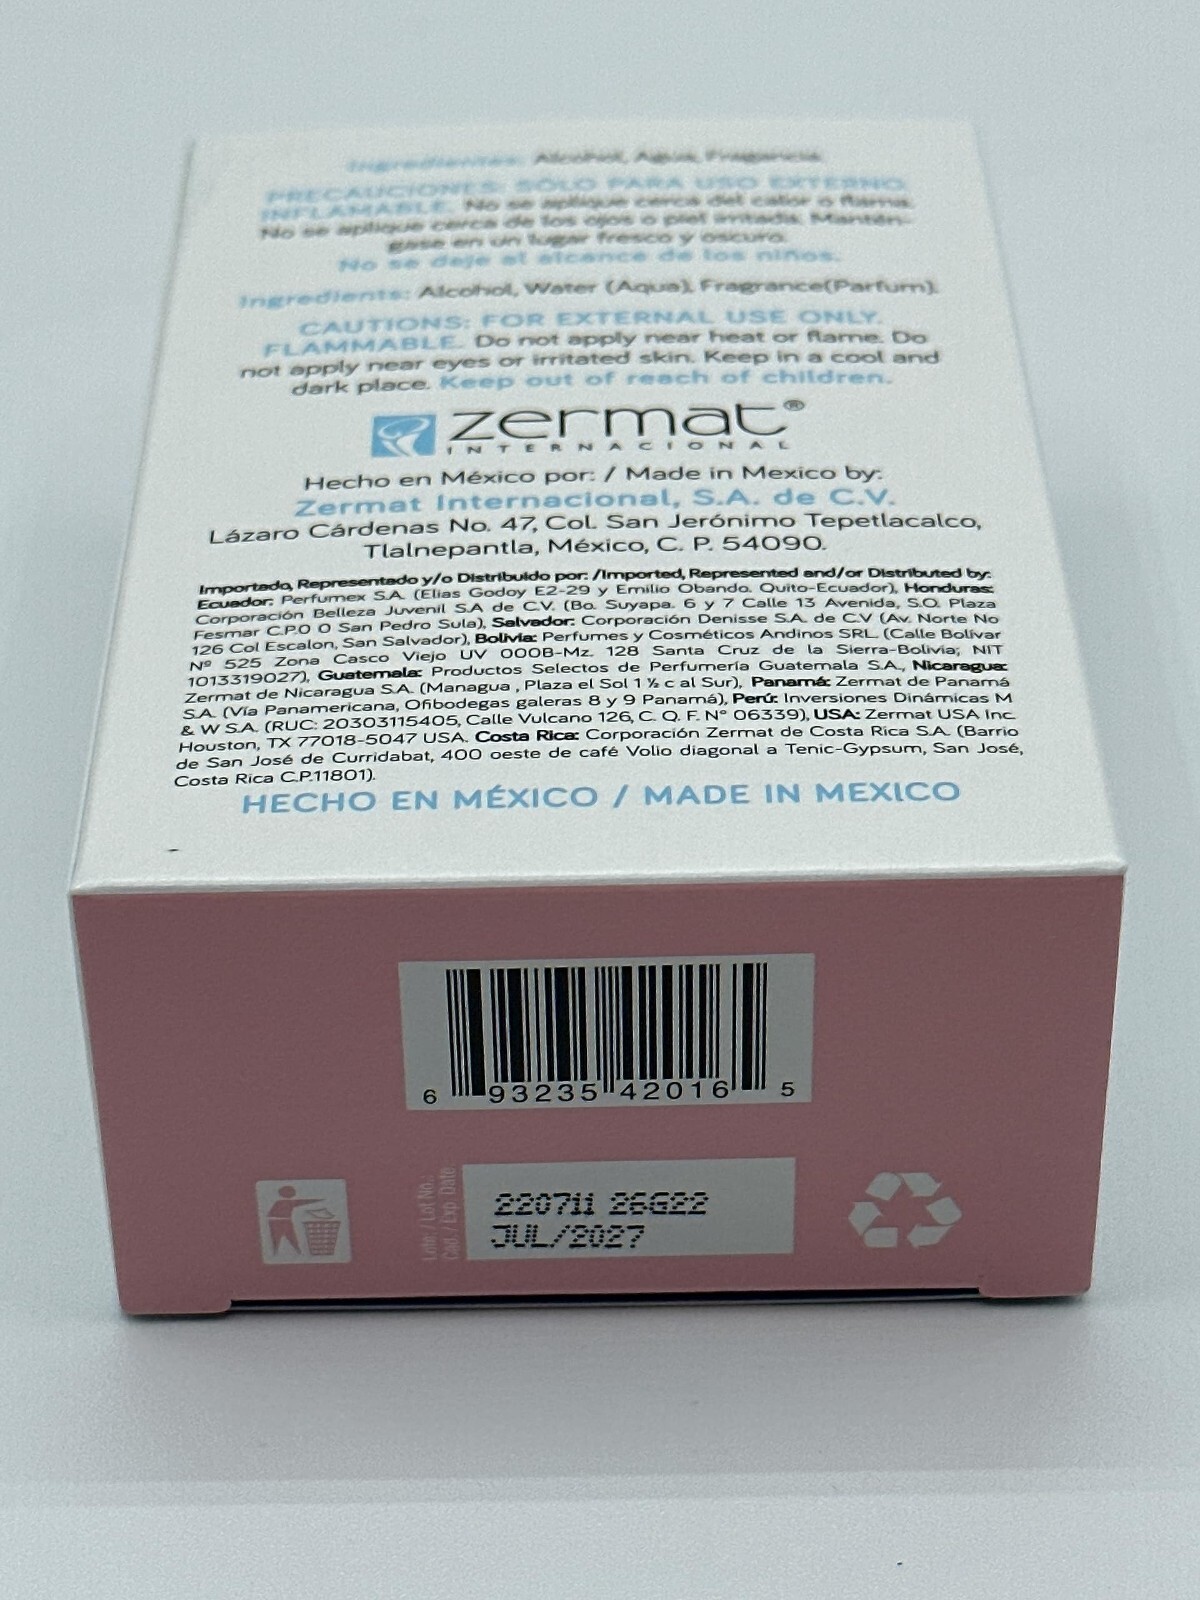 Ingredientes: Alcohol, Agua, Fragancia.
PRECAUCIONES: SÓLO PARA USO EXTERNO.
INFLAMABLE. No se aplique cerca del calor o flama.
No se aplique cerca de los ojos o piel irritada. Mantén-
gase en un lugar fresco y oscuro.
No se deje al alcance de los niños.
Ingredients: Alcohol, Water (Aqua), Fragrance(Parfum).
CAUTIONS: FOR EXTERNAL USE ONLY.
FLAMMABLE. Do not apply near heat or flame. Do
not apply near eyes or irritated skin. Keep in a cool and
dark place. Keep out of reach of children.
zermat®
INTERNACIONAL
Hecho en México por: / Made in Mexico by:
Zermat Internacional, S.A. de C.V.
Lázaro Cárdenas No. 47, Col. San Jerónimo Tepetlacalco,
Tlalnepantla, México, C. P. 54090.
Importado, Representado y/o Distribuido por: /Imported, Represented and/or Distributed by:
Ecuador: Perfumex S.A. (Elias Godoy E2-29 y Emilio Obando. Quito-Ecuador), Honduras:
Corporación Belleza Juvenil S.A de C.V. (Bo. Suyapa. 6 y 7 Calle 13 Avenida, S.O. Plaza
Fesmar C.P.0 0 San Pedro Sula), Salvador: Corporación Denisse S.A. de C.V (Av. Norte No
126 Col Escalon, San Salvador), Bolivia: Perfumes y Cosméticos Andinos SRL. (Calle Bolívar
N° 525 Zona Casco Viejo UV 000B-Mz. 128 Santa Cruz de la Sierra-Bolivia; NIT
1013319027), Guatemala: Productos Selectos de Perfumería Guatemala S.A., Nicaragua:
Zermat de Nicaragua S.A. (Managua , Plaza el Sol 1 ½ c al Sur), Panamá: Zermat de Panamá
S.A. (Vía Panamericana, Ofibodegas galeras 8 y 9 Panamá), Perú: Inversiones Dinámicas M
& W S.A. (RUC: 20303115405, Calle Vulcano 126, C. Q. F. N° 06339), USA: Zermat USA Inc.
Houston, TX 77018-5047 USA. Costa Rica: Corporación Zermat de Costa Rica S.A. (Barrio
de San José de Curridabat, 400 oeste de café Volio diagonal a Tenic-Gypsum, San José,
Costa Rica C.P.11801).
HECHO EN MÉXICO / MADE IN MEXICO
6 93235 42016 5
Lote / Lot No.:
Cad. / Exp. Date:
220711 26G22
JUL/2027